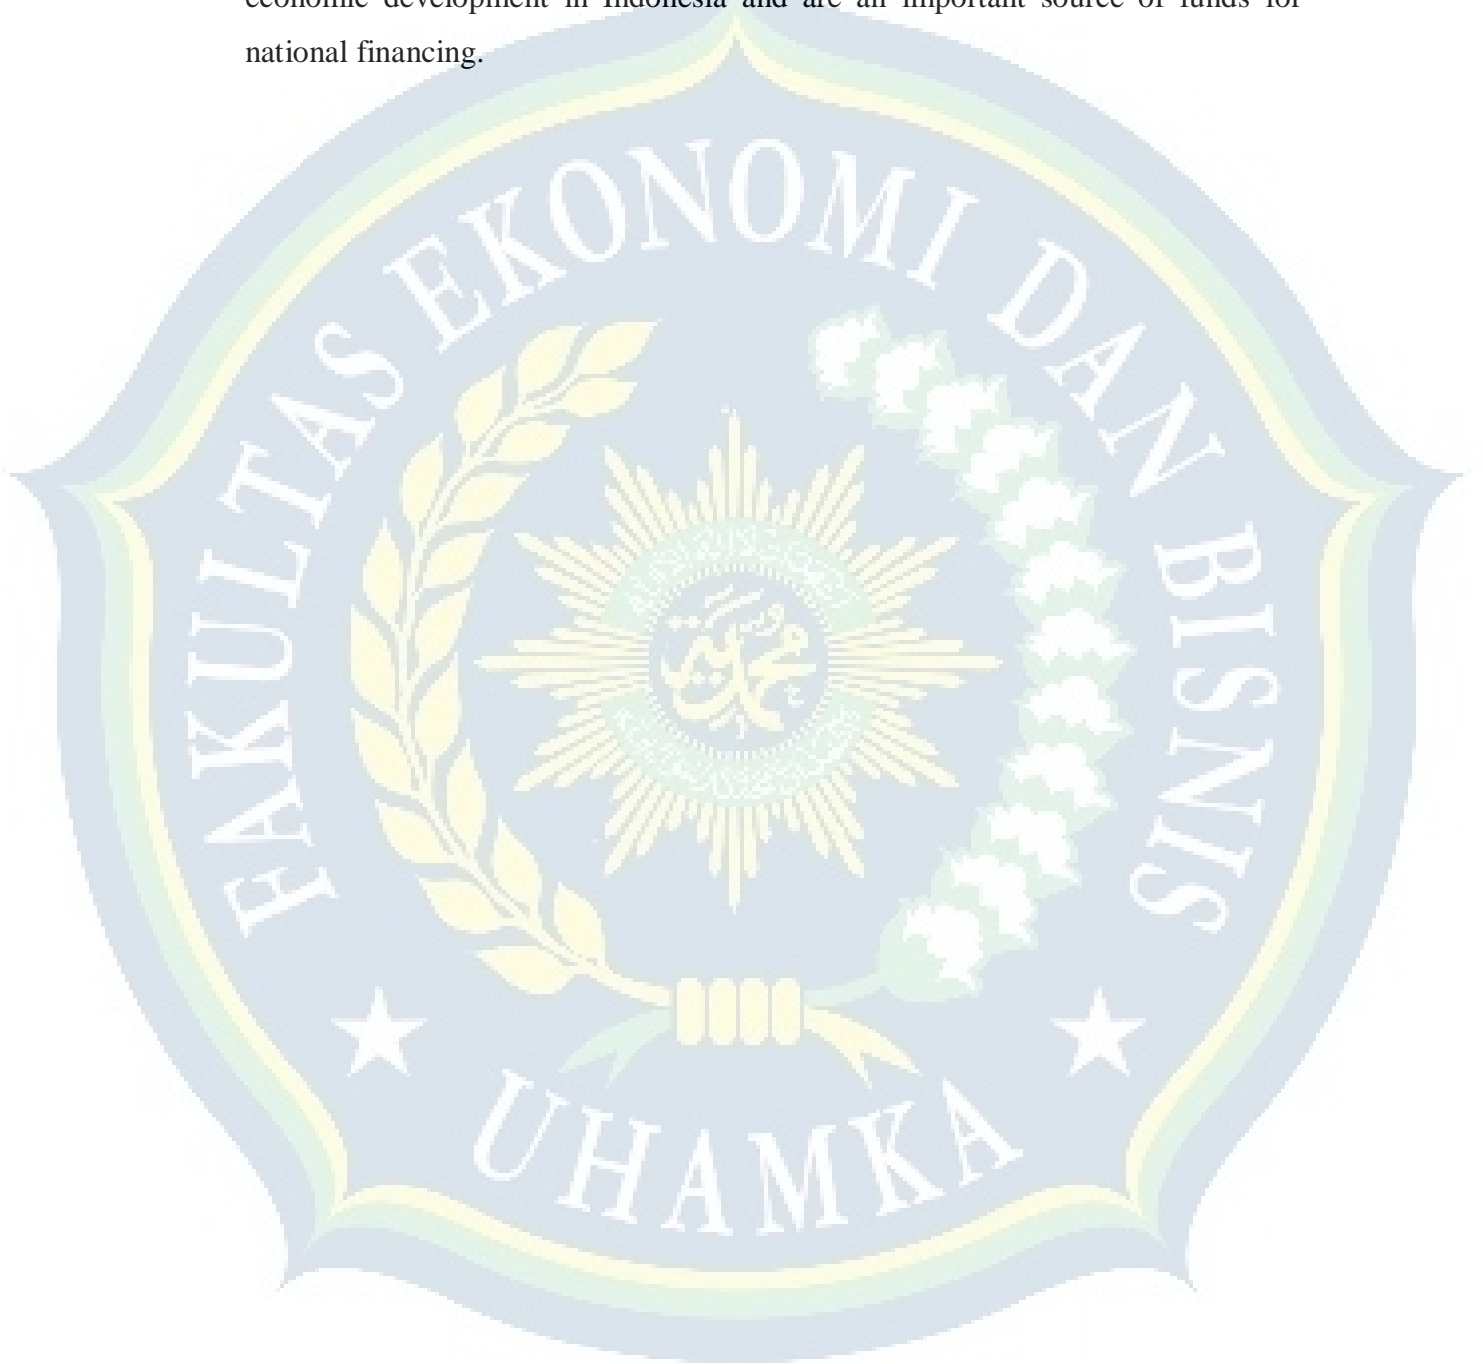 economic development in Indonesia and are an important source of funds for
national financing.
FAKULTAS EKONOMI DAN BISNIS
محمدية
UHAMKA